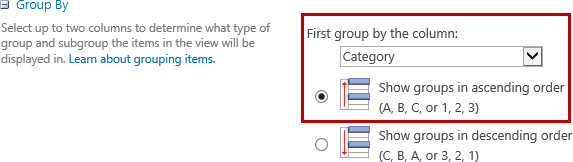 Group By
Select up to two columns to determine what type of
group and subgroup the items in the view will be
displayed in. Learn about grouping items.
First group by the column:
Category
Show groups in ascending order
(A, B, C, or 1, 2, 3)
Show groups in descending order
(C, B, A, or 3, 2, 1)